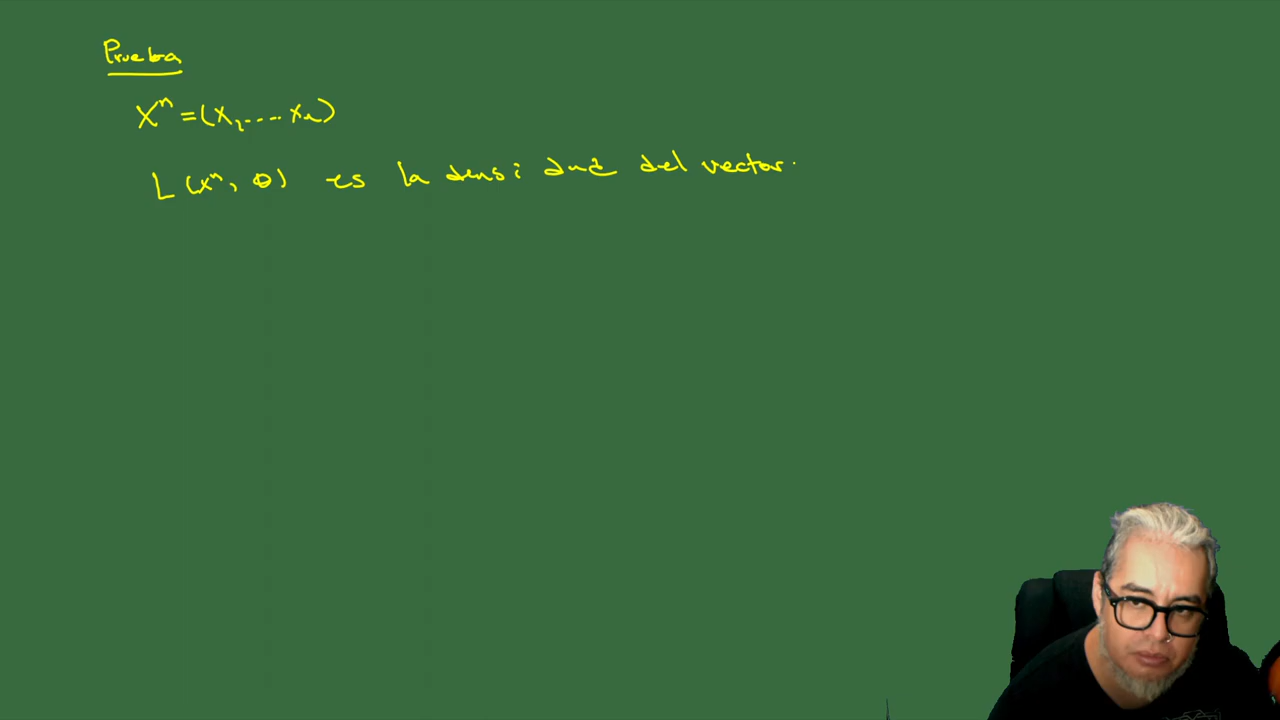 Prueba
Xⁿ = (X₁, .... Xₙ)
L(xⁿ, θ) es la densidad del vector.